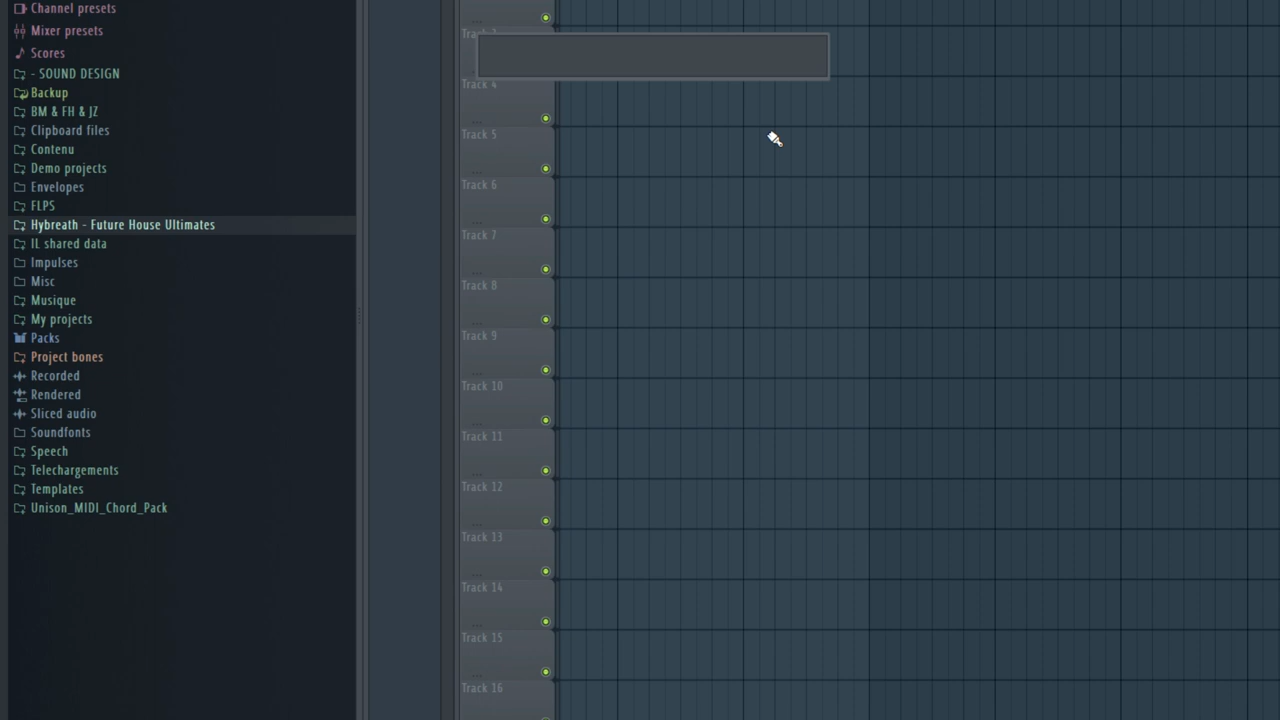 Channel presets
Mixer presets
Scores
- SOUND DESIGN
Backup
BM & FH & JZ
Clipboard files
Contenu
Demo projects
Envelopes
FLPS
Hybreath - Future House Ultimates
IL shared data
Impulses
Misc
Musique
My projects
Packs
Project bones
Recorded
Rendered
Sliced audio
Soundfonts
Speech
Telechargements
Templates
Unison_MIDI_Chord_Pack
Track 4
Track 5
Track 6
Track 7
Track 8
Track 9
Track 10
Track 11
Track 12
Track 13
Track 14
Track 15
Track 16